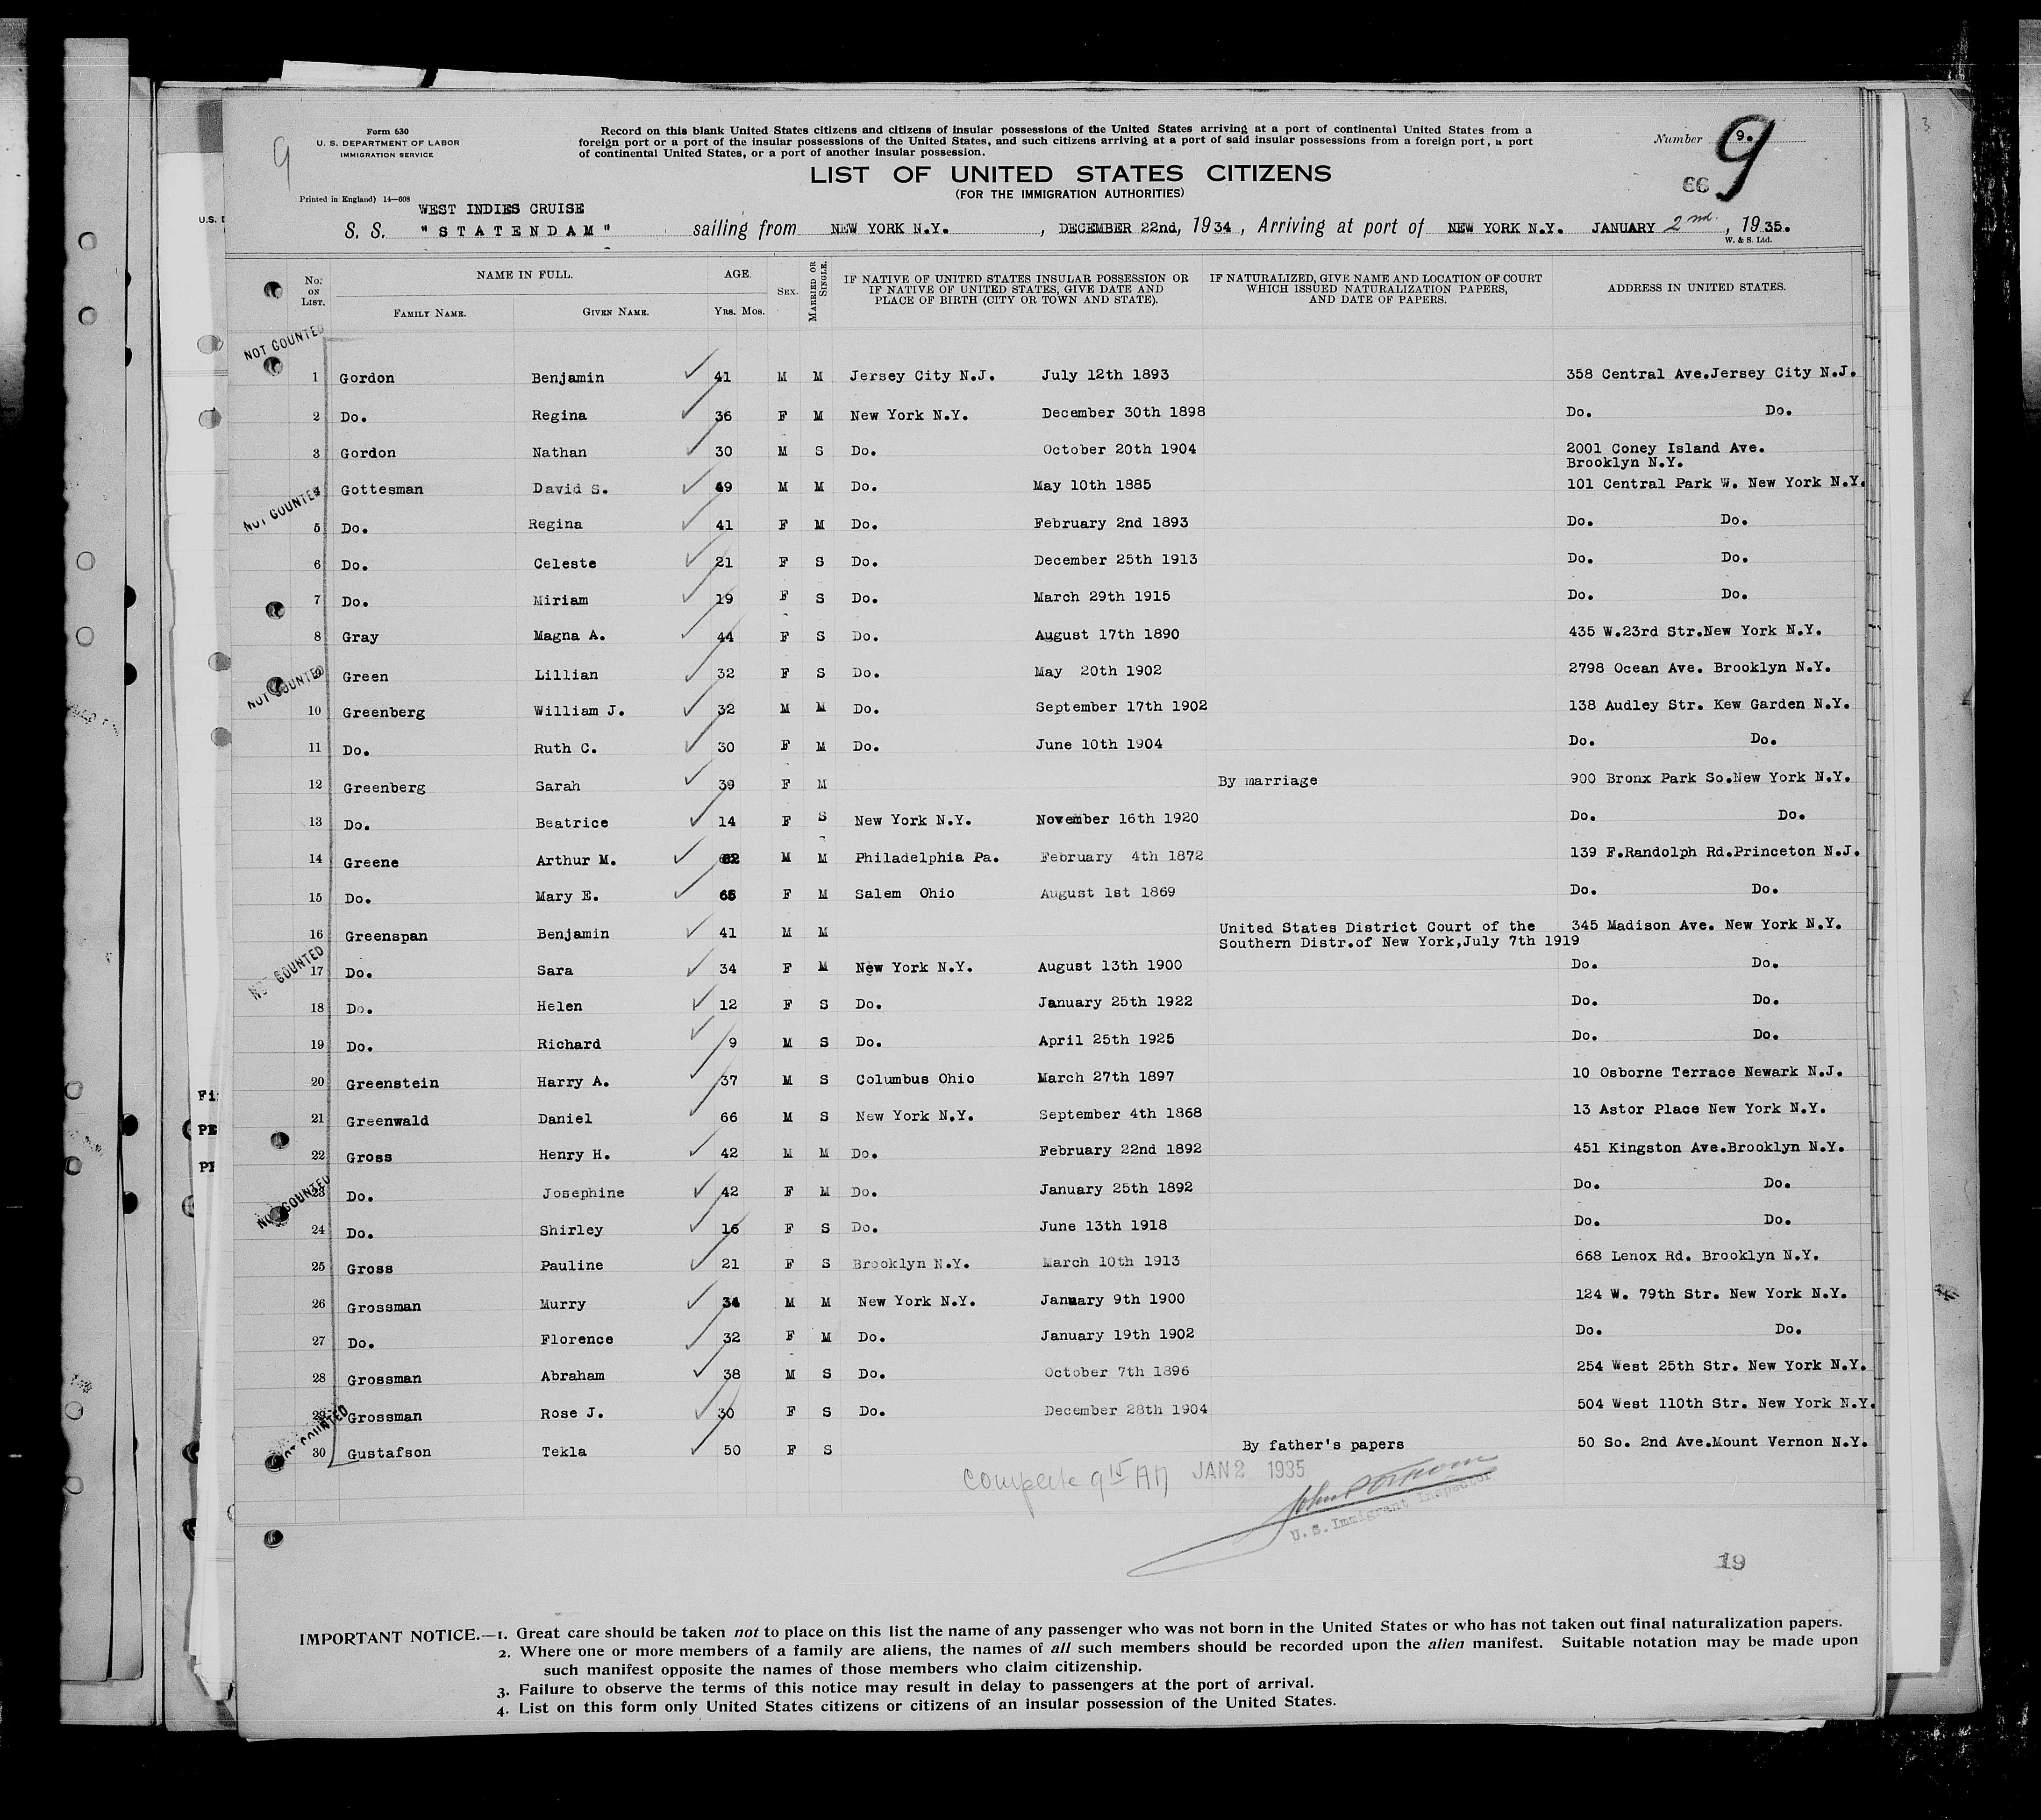 9
Form 630
U. S. DEPARTMENT OF LABOR
IMMIGRATION SERVICE
Printed in England) 14—608
Record on this blank United States citizens and citizens of insular possessions of the United States arriving at a port of continental United States from a
foreign port or a port of the insular possessions of the United States, and such citizens arriving at a port of said insular possessions from a foreign port, a port
of continental United States, or a port of another insular possession.
Number 9.
9
66
3
LIST OF UNITED STATES CITIZENS
(FOR THE IMMIGRATION AUTHORITIES)
WEST INDIES CRUISE
S. S. "STATENDAM" sailing from NEW YORK N.Y. , DECEMBER 22nd, 1934, Arriving at port of NEW YORK N.Y. JANUARY 2nd. , 1935.
W. & S. Ltd.
No. ON LIST. NAME IN FULL. FAMILY NAME. GIVEN NAME. AGE. YRS. MOS. SEX. MARRIED OR SINGLE. IF NATIVE OF UNITED STATES INSULAR POSSESSION OR IF NATIVE OF UNITED STATES, GIVE DATE AND PLACE OF BIRTH (CITY OR TOWN AND STATE). IF NATURALIZED, GIVE NAME AND LOCATION OF COURT WHICH ISSUED NATURALIZATION PAPERS, AND DATE OF PAPERS. ADDRESS IN UNITED STATES.
NOT COUNTED
1 Gordon Benjamin 41 M M Jersey City N.J. July 12th 1893 358 Central Ave.Jersey City N.J.
2 Do. Regina 36 F M New York N.Y. December 30th 1898 Do. Do.
3 Gordon Nathan 30 M S Do. October 20th 1904 2001 Coney Island Ave.
Brooklyn N.Y.
4 Gottesman David S. 49 M M Do. May 10th 1885 101 Central Park W. New York N.Y.
NOT COUNTED
5 Do. Regina 41 F M Do. February 2nd 1893 Do. Do.
6 Do. Celeste 21 F S Do. December 25th 1913 Do. Do.
7 Do. Miriam 19 F S Do. March 29th 1915 Do. Do.
8 Gray Magna A. 44 F S Do. August 17th 1890 435 W.23rd Str.New York N.Y.
NOT COUNTED
9 Green Lillian 32 F S Do. May 20th 1902 2798 Ocean Ave. Brooklyn N.Y.
10 Greenberg William J. 32 M M Do. September 17th 1902 138 Audley Str. Kew Garden N.Y.
11 Do. Ruth C. 30 F M Do. June 10th 1904 Do. Do.
12 Greenberg Sarah 39 F M By marriage 900 Bronx Park So.New York N.Y.
13 Do. Beatrice 14 F S New York N.Y. November 16th 1920 Do. Do.
14 Greene Arthur M. 62 M M Philadelphia Pa. February 4th 1872 139 F.Randolph Rd.Princeton N.J.
15 Do. Mary E. 65 F M Salem Ohio August 1st 1869 Do. Do.
16 Greenspan Benjamin 41 M M United States District Court of the 345 Madison Ave. New York N.Y.
Southern Distr.of New York,July 7th 1919
NOT COUNTED
17 Do. Sara 34 F M New York N.Y. August 13th 1900 Do. Do.
18 Do. Helen 12 F S Do. January 25th 1922 Do. Do.
19 Do. Richard 9 M S Do. April 25th 1925 Do. Do.
20 Greenstein Harry A. 37 M S Columbus Ohio March 27th 1897 10 Osborne Terrace Newark N.J.
21 Greenwald Daniel 66 M S New York N.Y. September 4th 1868 13 Astor Place New York N.Y.
22 Gross Henry H. 42 M M Do. February 22nd 1892 451 Kingston Ave.Brooklyn N.Y.
NOT COUNTED
23 Do. Josephine 42 F M Do. January 25th 1892 Do. Do.
24 Do. Shirley 16 F S Do. June 13th 1918 Do. Do.
25 Gross Pauline 21 F S Brooklyn N.Y. March 10th 1913 668 Lenox Rd. Brooklyn N.Y.
26 Grossman Murry 34 M M New York N.Y. January 9th 1900 124 W. 79th Str. New York N.Y.
27 Do. Florence 32 F M Do. January 19th 1902 Do. Do.
28 Grossman Abraham 38 M S Do. October 7th 1896 254 West 25th Str. New York N.Y.
29 Grossman Rose J. 30 F S Do. December 28th 1904 504 West 110th Str. New York N.Y.
NOT COUNTED
30 Gustafson Tekla 50 F S By father's papers 50 So. 2nd Ave.Mount Vernon N.Y.
Complete 9 15 AM JAN 2 1935
U. S. Immigrant Inspector
19
IMPORTANT NOTICE.—1. Great care should be taken not to place on this list the name of any passenger who was not born in the United States or who has not taken out final naturalization papers.
2. Where one or more members of a family are aliens, the names of all such members should be recorded upon the alien manifest. Suitable notation may be made upon
such manifest opposite the names of those members who claim citizenship.
3. Failure to observe the terms of this notice may result in delay to passengers at the port of arrival.
4. List on this form only United States citizens or citizens of an insular possession of the United States.